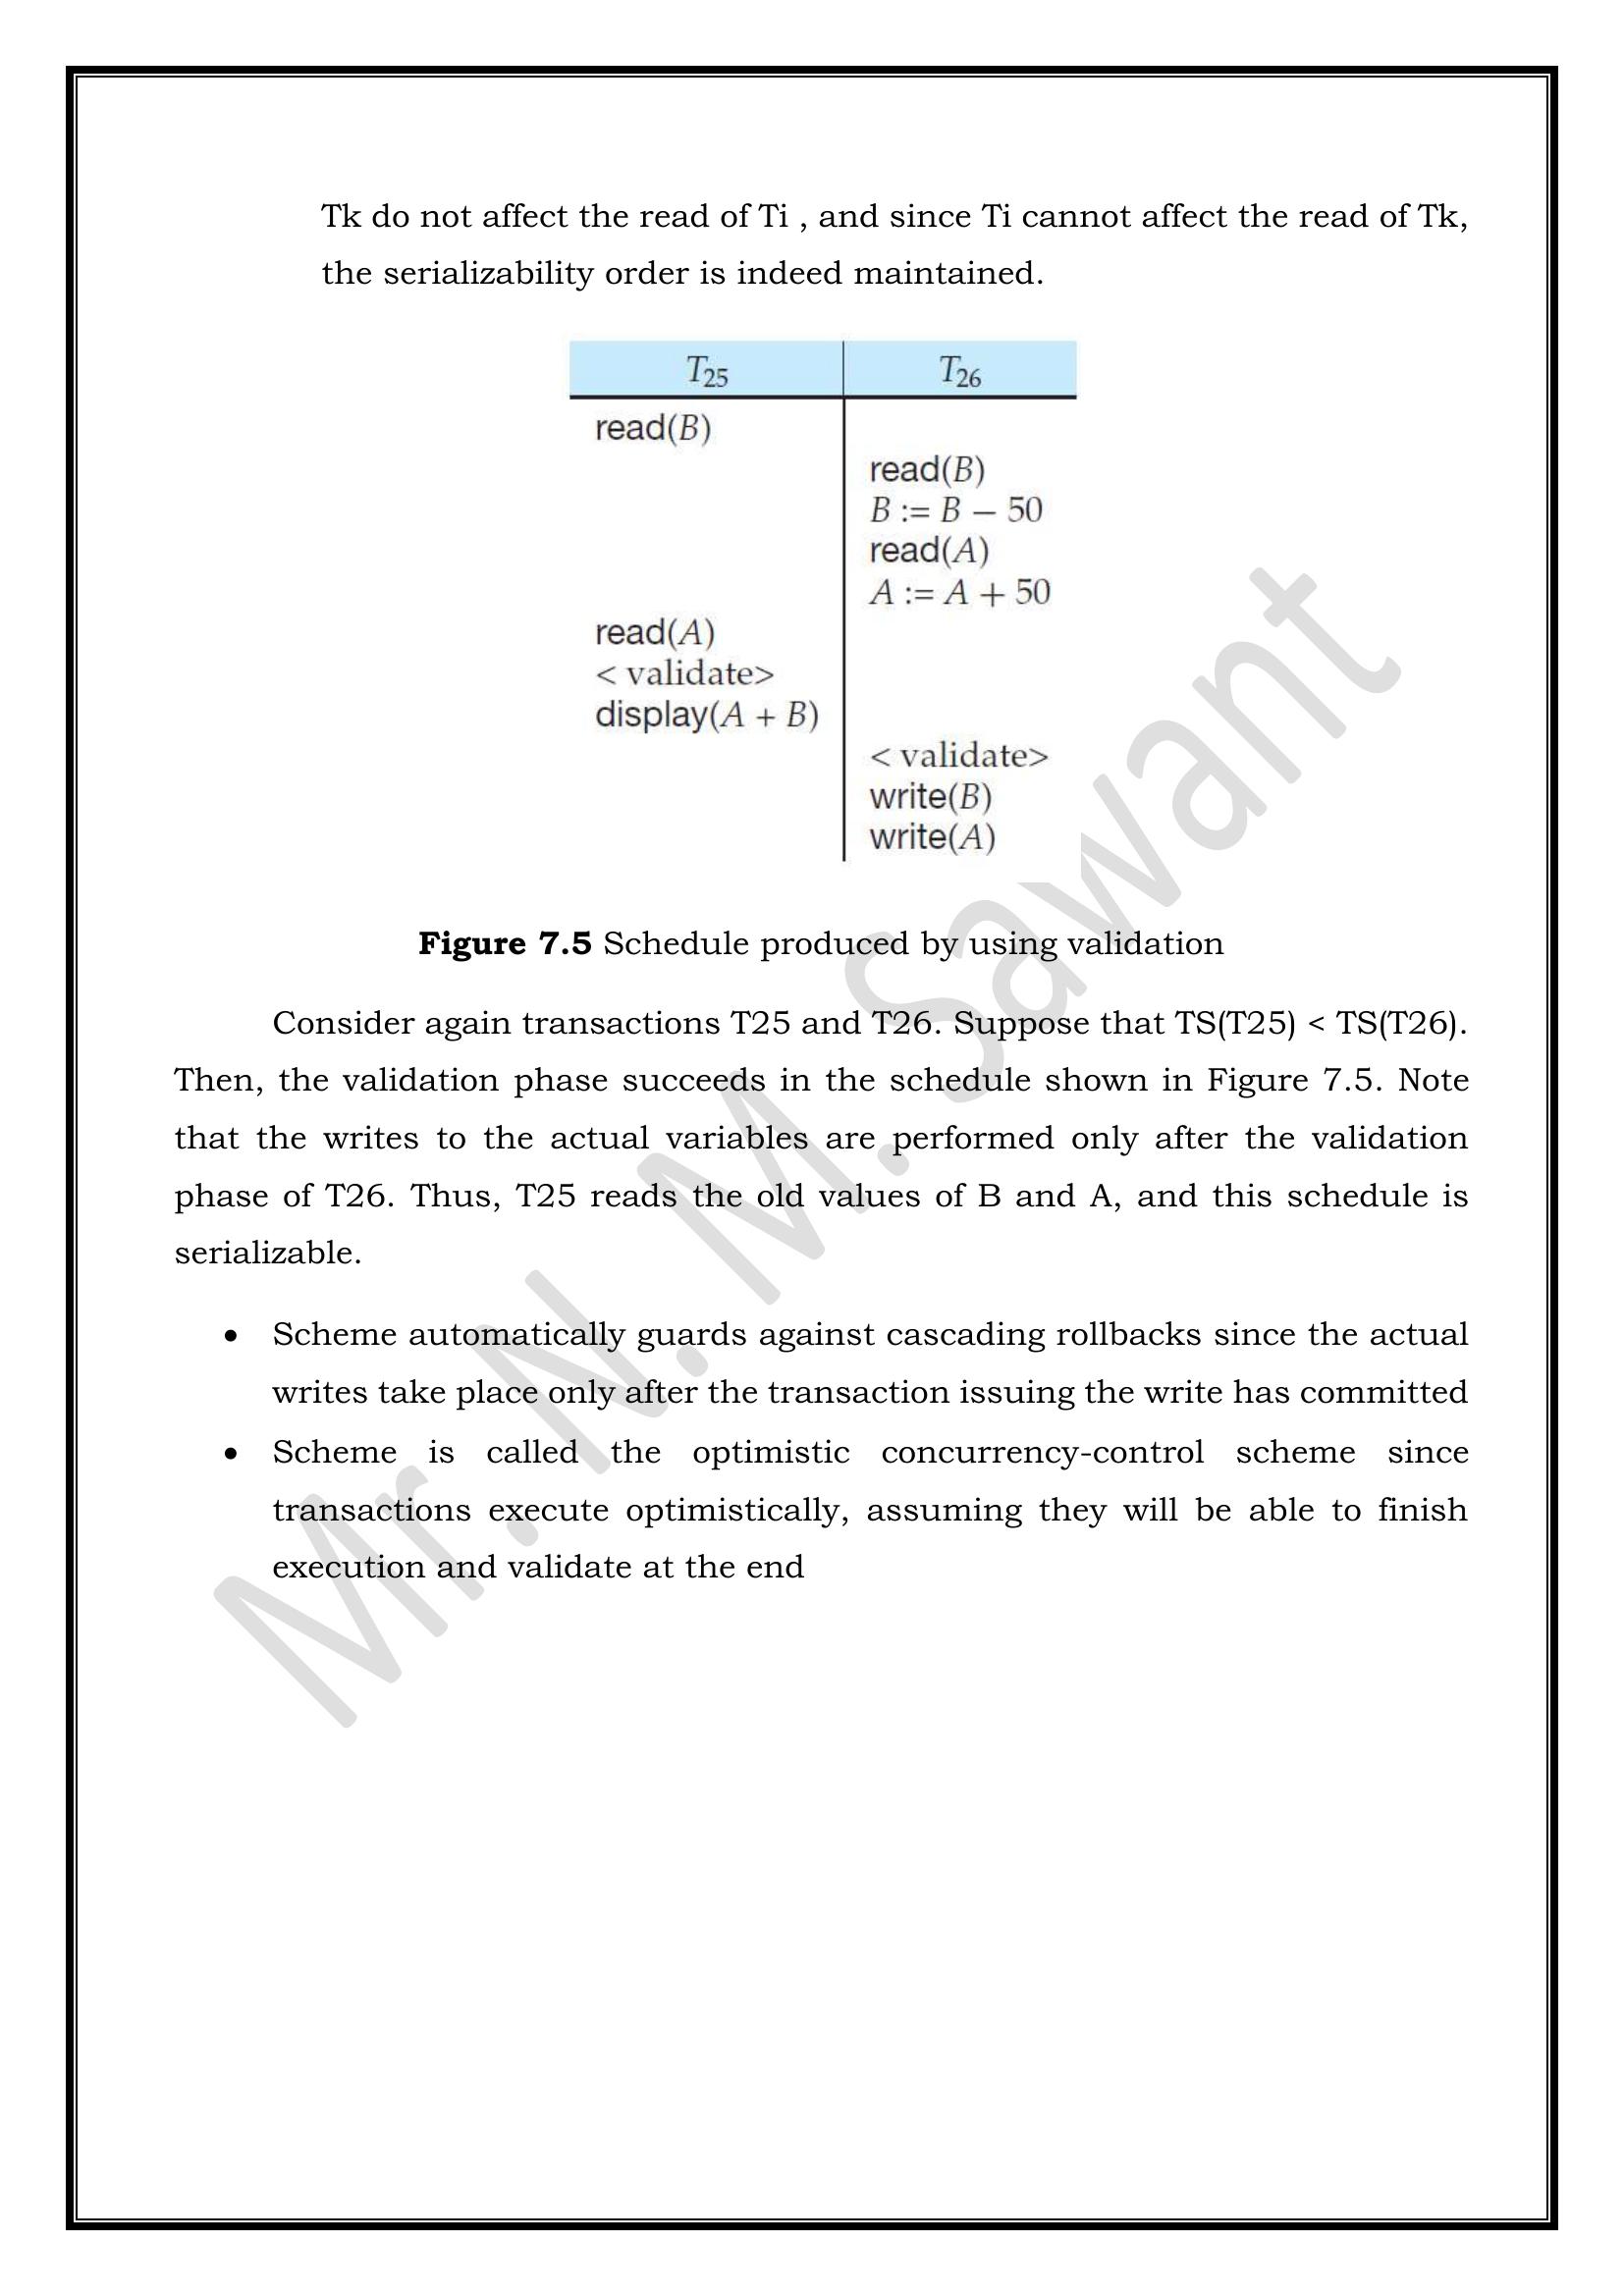 Tk do not affect the read of Ti , and since Ti cannot affect the read of Tk,
the serializability order is indeed maintained.
T25 T26
read(B)
read(B)
B := B − 50
read(A)
A := A + 50
read(A)
< validate>
display(A + B)
< validate>
write(B)
write(A)
Figure 7.5 Schedule produced by using validation
Consider again transactions T25 and T26. Suppose that TS(T25) < TS(T26).
Then, the validation phase succeeds in the schedule shown in Figure 7.5. Note
that the writes to the actual variables are performed only after the validation
phase of T26. Thus, T25 reads the old values of B and A, and this schedule is
serializable.
• Scheme automatically guards against cascading rollbacks since the actual
writes take place only after the transaction issuing the write has committed
• Scheme is called the optimistic concurrency-control scheme since
transactions execute optimistically, assuming they will be able to finish
execution and validate at the end
Mr. N. M. Sawant